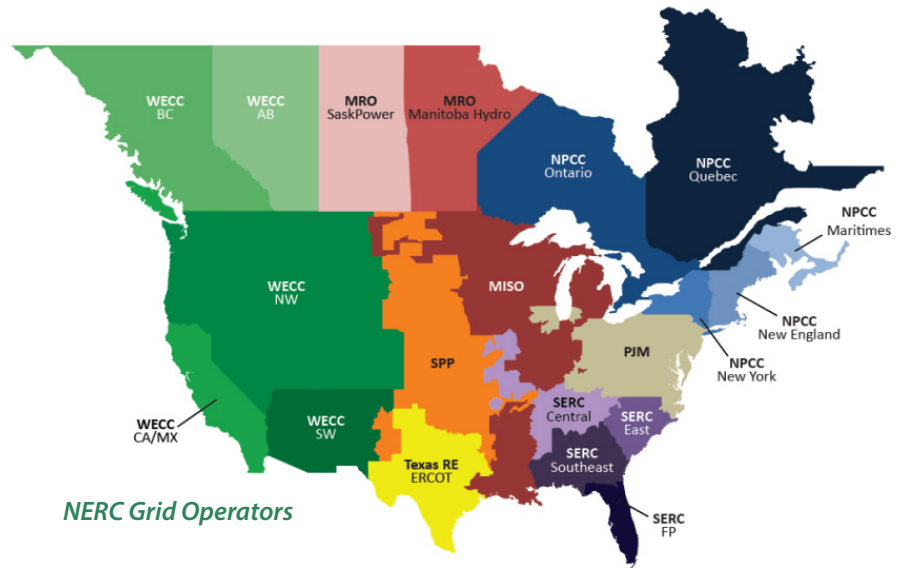 WECC
BC
WECC
AB
MRO
SaskPower
MRO
Manitoba Hydro
NPCC
Ontario
NPCC
Quebec
NPCC
Maritimes
WECC
NW
MISO
NPCC
New England
SPP
PJM
NPCC
New York
WECC
CA/MX
WECC
SW
SERC
Central
SERC
East
Texas RE
ERCOT
SERC
Southeast
SERC
FP
NERC Grid Operators